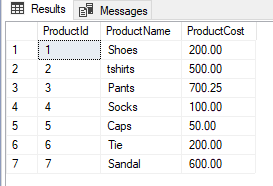 Results Messages
ProductId ProductName ProductCost
1 1 Shoes 200.00
2 2 tshirts 500.00
3 3 Pants 700.25
4 4 Socks 100.00
5 5 Caps 50.00
6 6 Tie 200.00
7 7 Sandal 600.00